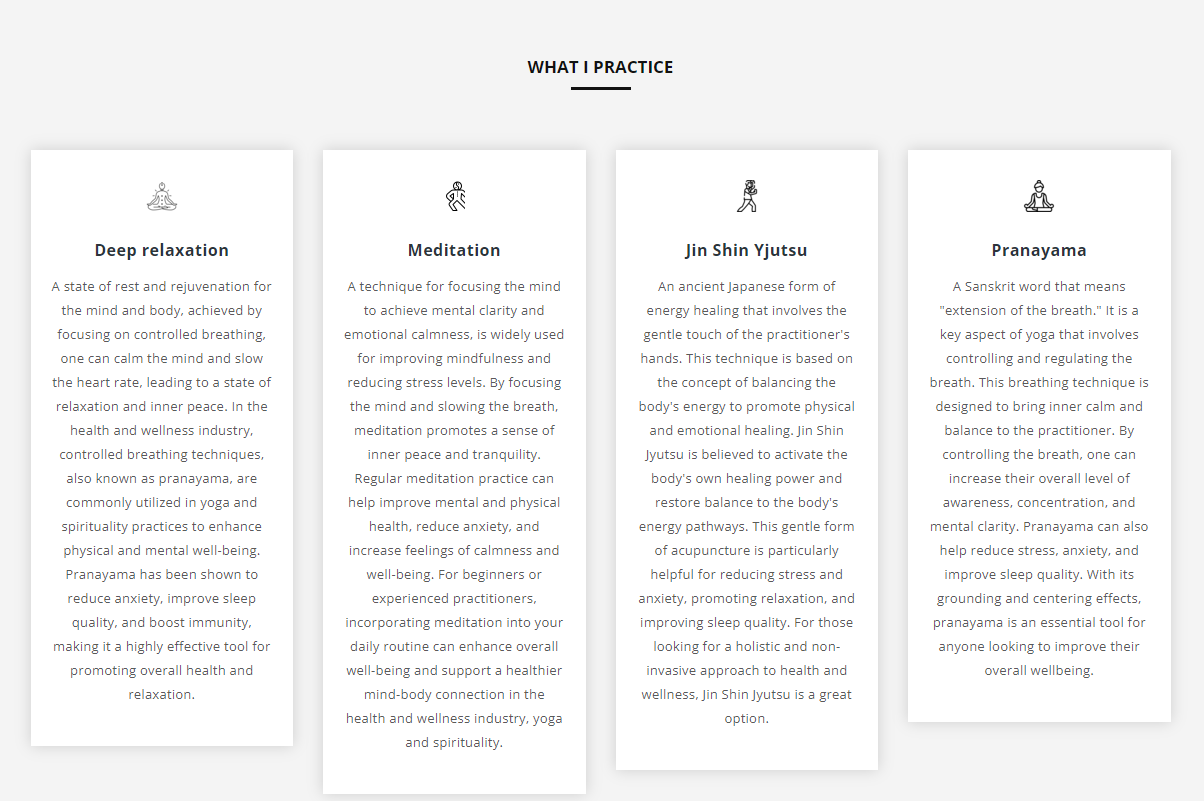 WHAT I PRACTICE
Deep relaxation
A state of rest and rejuvenation for
the mind and body, achieved by
focusing on controlled breathing,
one can calm the mind and slow
the heart rate, leading to a state of
relaxation and inner peace. In the
health and wellness industry,
controlled breathing techniques,
also known as pranayama, are
commonly utilized in yoga and
spirituality practices to enhance
physical and mental well-being.
Pranayama has been shown to
reduce anxiety, improve sleep
quality, and boost immunity,
making it a highly effective tool for
promoting overall health and
relaxation.
Meditation
A technique for focusing the mind
to achieve mental clarity and
emotional calmness, is widely used
for improving mindfulness and
reducing stress levels. By focusing
the mind and slowing the breath,
meditation promotes a sense of
inner peace and tranquility.
Regular meditation practice can
help improve mental and physical
health, reduce anxiety, and
increase feelings of calmness and
well-being. For beginners or
experienced practitioners,
incorporating meditation into your
daily routine can enhance overall
well-being and support a healthier
mind-body connection in the
health and wellness industry, yoga
and spirituality.
Jin Shin Yjutsu
An ancient Japanese form of
energy healing that involves the
gentle touch of the practitioner's
hands. This technique is based on
the concept of balancing the
body's energy to promote physical
and emotional healing. Jin Shin
Jyutsu is believed to activate the
body's own healing power and
restore balance to the body's
energy pathways. This gentle form
of acupuncture is particularly
helpful for reducing stress and
anxiety, promoting relaxation, and
improving sleep quality. For those
looking for a holistic and non-
invasive approach to health and
wellness, Jin Shin Jyutsu is a great
option.
Pranayama
A Sanskrit word that means
"extension of the breath." It is a
key aspect of yoga that involves
controlling and regulating the
breath. This breathing technique is
designed to bring inner calm and
balance to the practitioner. By
controlling the breath, one can
increase their overall level of
awareness, concentration, and
mental clarity. Pranayama can also
help reduce stress, anxiety, and
improve sleep quality. With its
grounding and centering effects,
pranayama is an essential tool for
anyone looking to improve their
overall wellbeing.